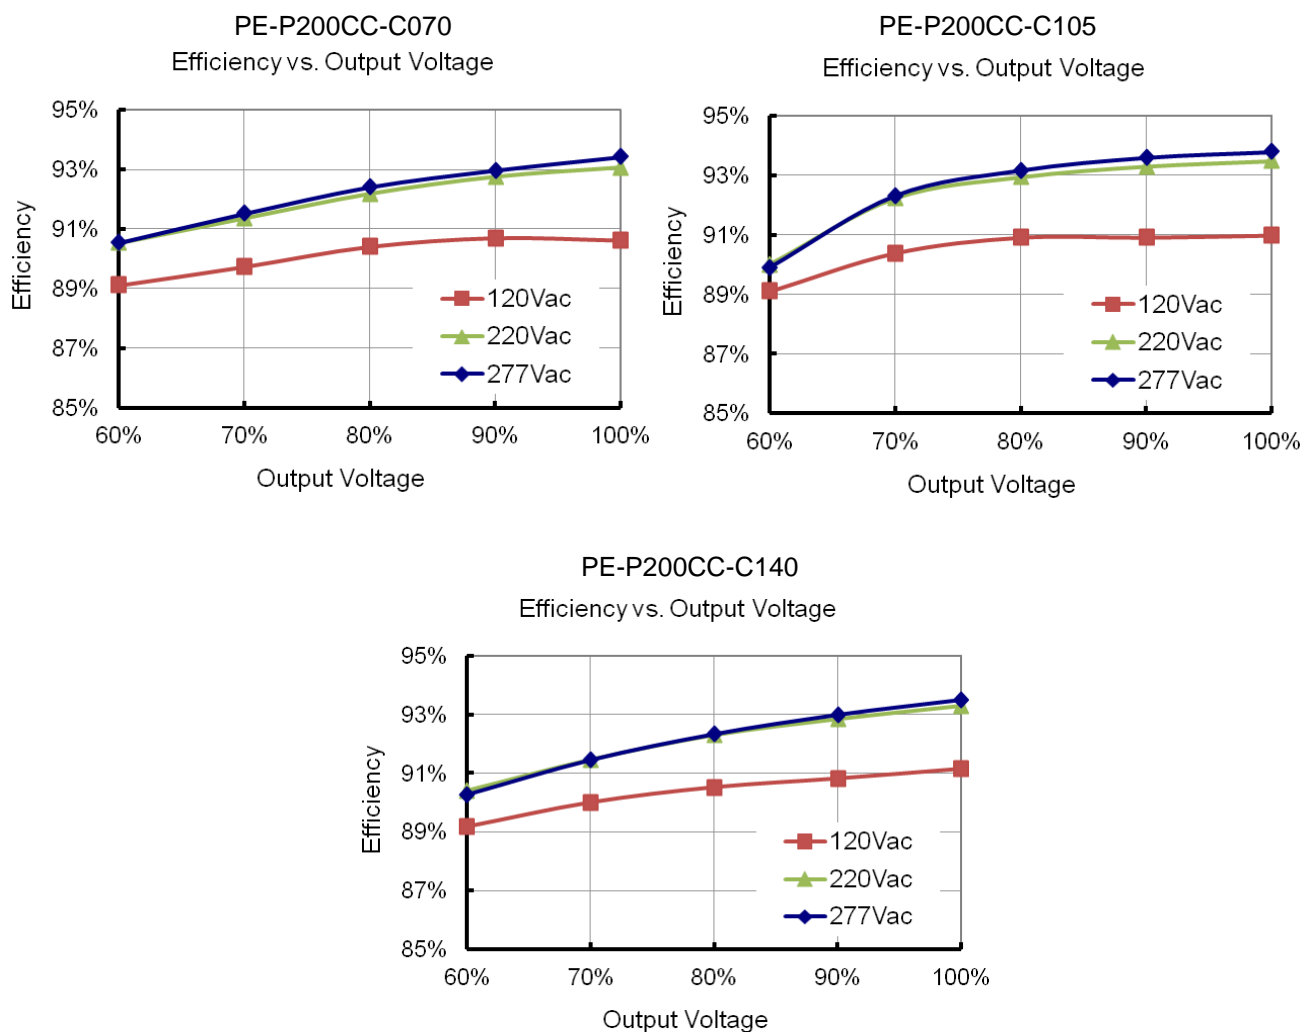 PE-P200CC-C070
Efficiency vs. Output Voltage
95%
93%
91%
89%
87%
85%
Efficiency
120Vac
220Vac
277Vac
60% 70% 80% 90% 100%
Output Voltage
PE-P200CC-C105
Efficiency vs. Output Voltage
95%
93%
91%
89%
87%
85%
Efficiency
120Vac
220Vac
277Vac
60% 70% 80% 90% 100%
Output Voltage
PE-P200CC-C140
Efficiency vs. Output Voltage
95%
93%
91%
89%
87%
85%
Efficiency
120Vac
220Vac
277Vac
60% 70% 80% 90% 100%
Output Voltage